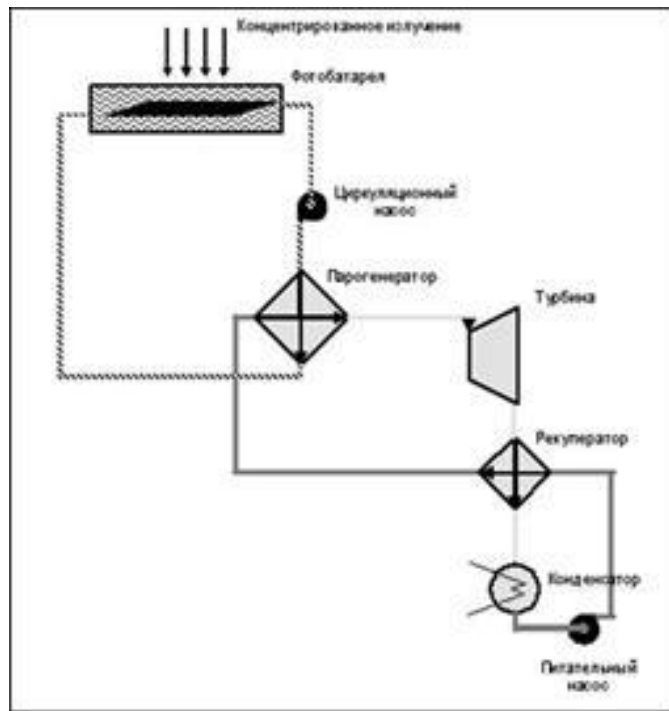 Концентрированное излучение
Фотобатарея
Циркуляционный
насос
Парогенератор
Турбина
Рекуператор
Конденсатор
Питательный
насос